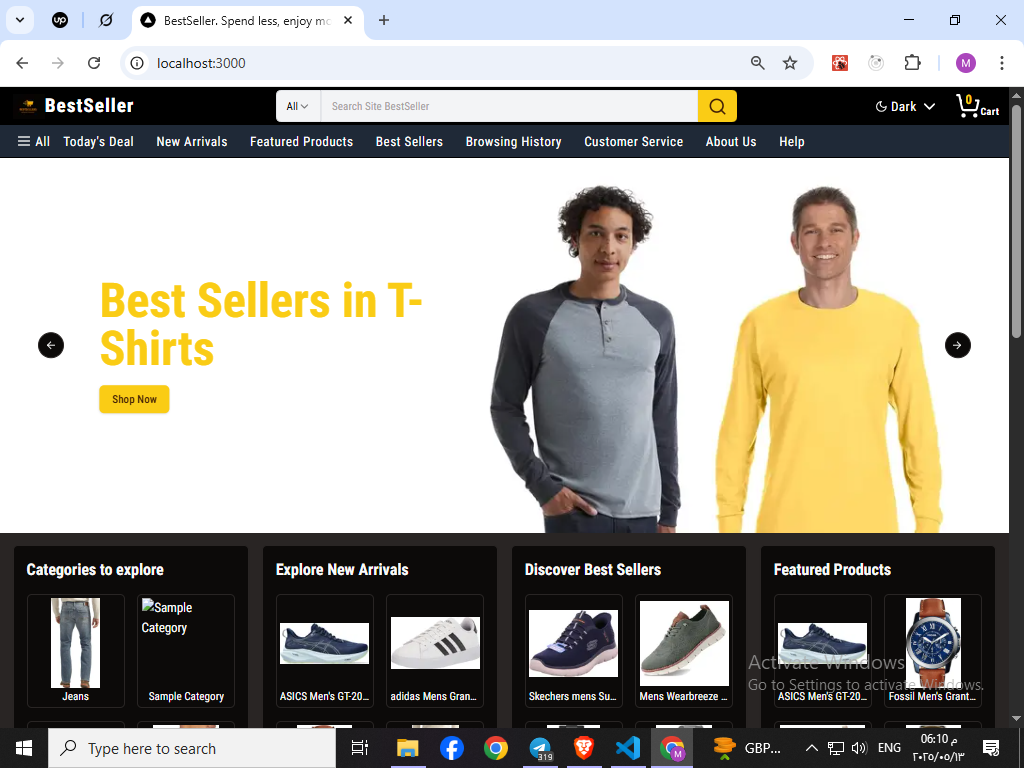 BestSeller. Spend less, enjoy mo
localhost:3000
M
BestSeller
All
Search Site BestSeller
Dark
0
Cart
All
Today's Deal
New Arrivals
Featured Products
Best Sellers
Browsing History
Customer Service
About Us
Help
Best Sellers in T-
Shirts
Shop Now
Categories to explore
Jeans
Sample
Category
Sample Category
Explore New Arrivals
ASICS Men's GT-20...
adidas Mens Gran...
Discover Best Sellers
Skechers mens Su...
Mens Wearbreeze ...
Featured Products
ASICS Men's GT-20...
Fossil Men's Grant...
Activate Windows
Go to Settings to activate Windows.
Type here to search
319
M
GBP...
ENG
06:10 م
٢٠٢٥/٠٥/١٣